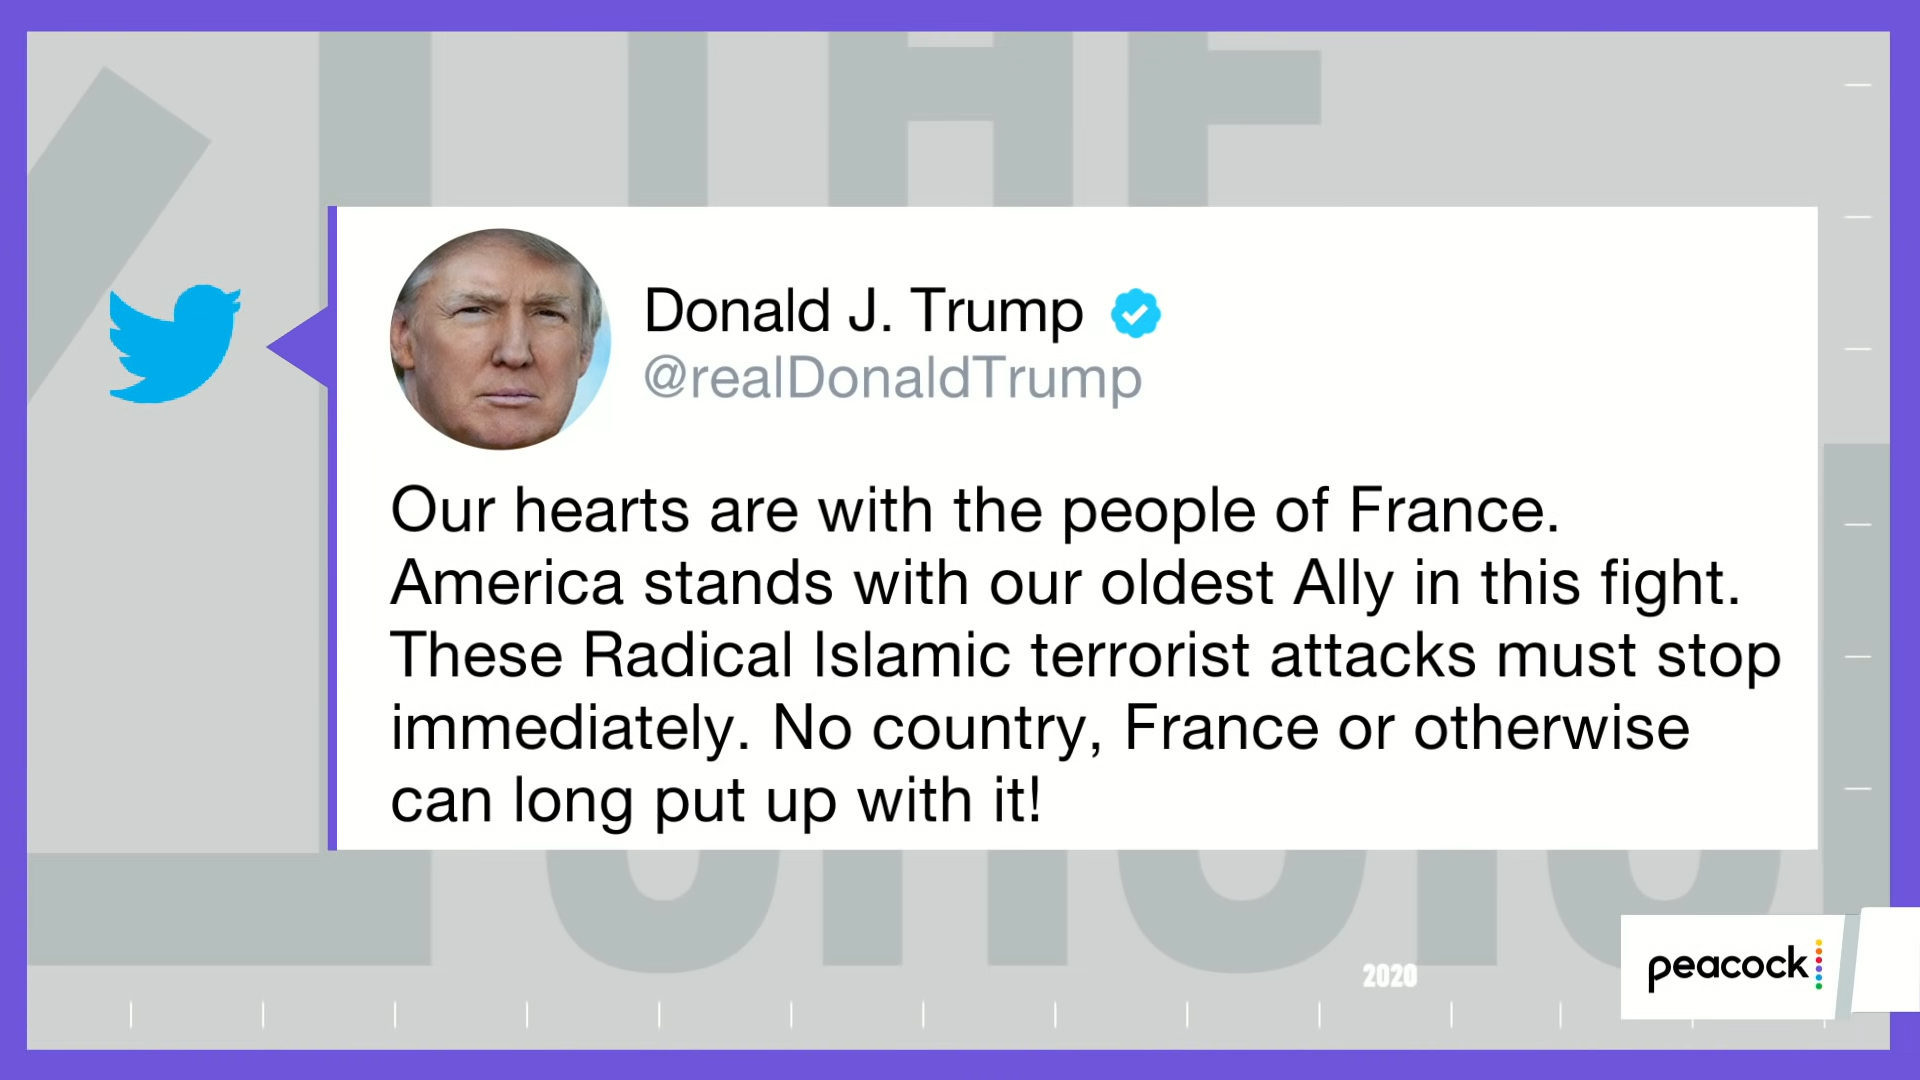 Donald J. Trump
@realDonaldTrump
Our hearts are with the people of France.
America stands with our oldest Ally in this fight.
These Radical Islamic terrorist attacks must stop
immediately. No country, France or otherwise
can long put up with it!
2020
peacock